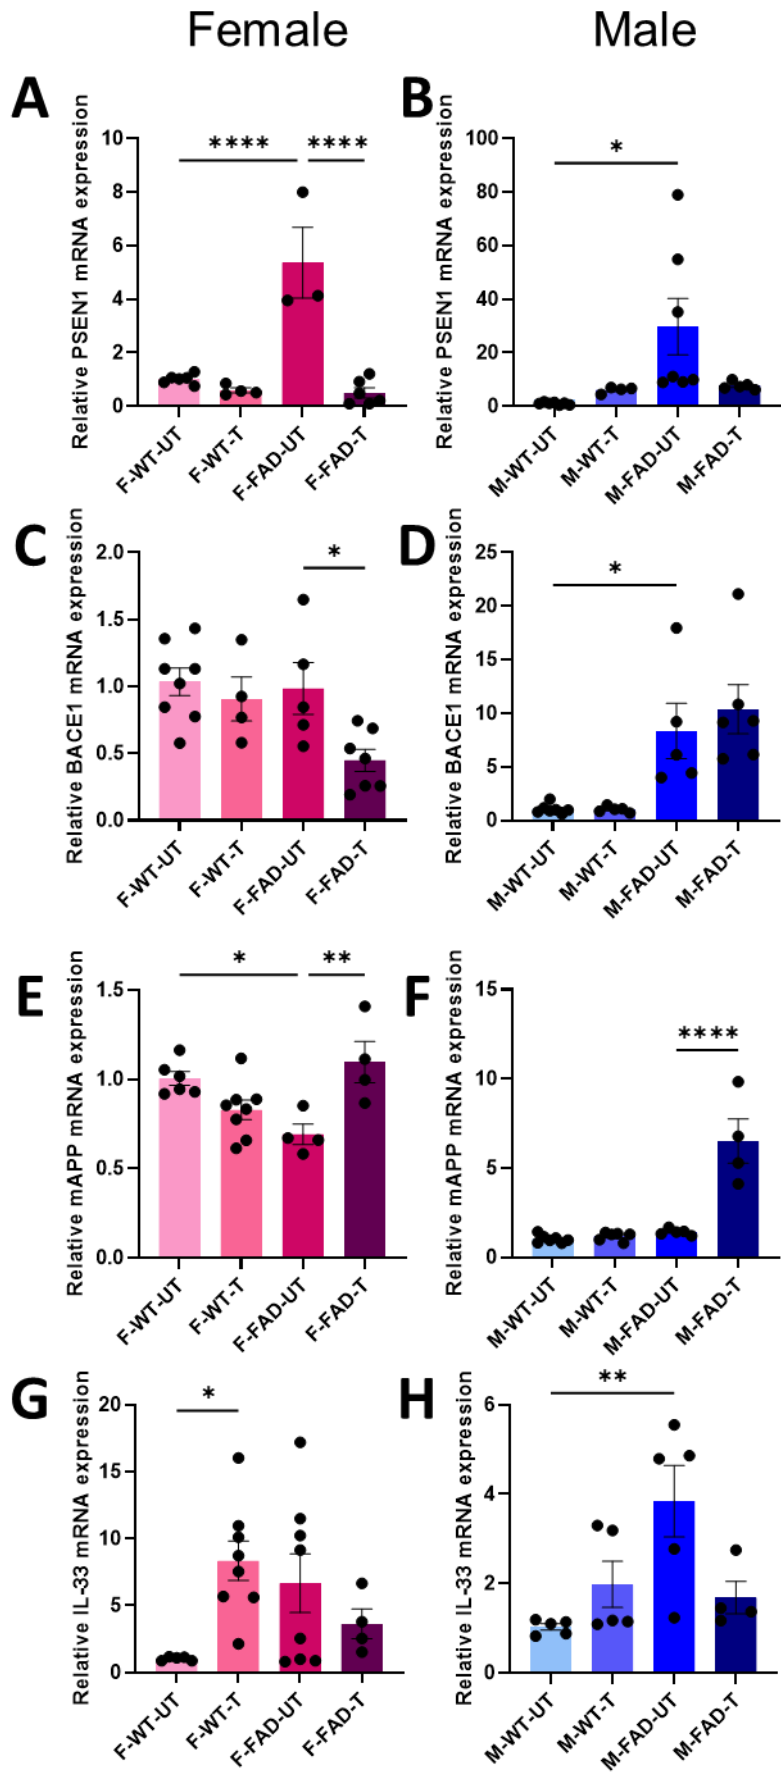 Female
Male
A
Relative PSEN1 mRNA expression
10
8
6
4
2
0
****
****
F-WT-UT
F-WT-T
F-FAD-UT
F-FAD-T
B
Relative PSEN1 mRNA expression
100
80
60
40
20
0
*
M-WT-UT
M-WT-T
M-FAD-UT
M-FAD-T
C
Relative BACE1 mRNA expression
2.0
1.5
1.0
0.5
0.0
*
F-WT-UT
F-WT-T
F-FAD-UT
F-FAD-T
D
Relative BACE1 mRNA expression
25
20
15
10
5
0
*
M-WT-UT
M-WT-T
M-FAD-UT
M-FAD-T
E
Relative mAPP mRNA expression
1.5
1.0
0.5
0.0
*
**
F-WT-UT
F-WT-T
F-FAD-UT
F-FAD-T
F
Relative mAPP mRNA expression
15
10
5
0
****
M-WT-UT
M-WT-T
M-FAD-UT
M-FAD-T
G
Relative IL-33 mRNA expression
20
15
10
5
0
*
F-WT-UT
F-WT-T
F-FAD-UT
F-FAD-T
H
Relative IL-33 mRNA expression
6
4
2
0
**
M-WT-UT
M-WT-T
M-FAD-UT
M-FAD-T